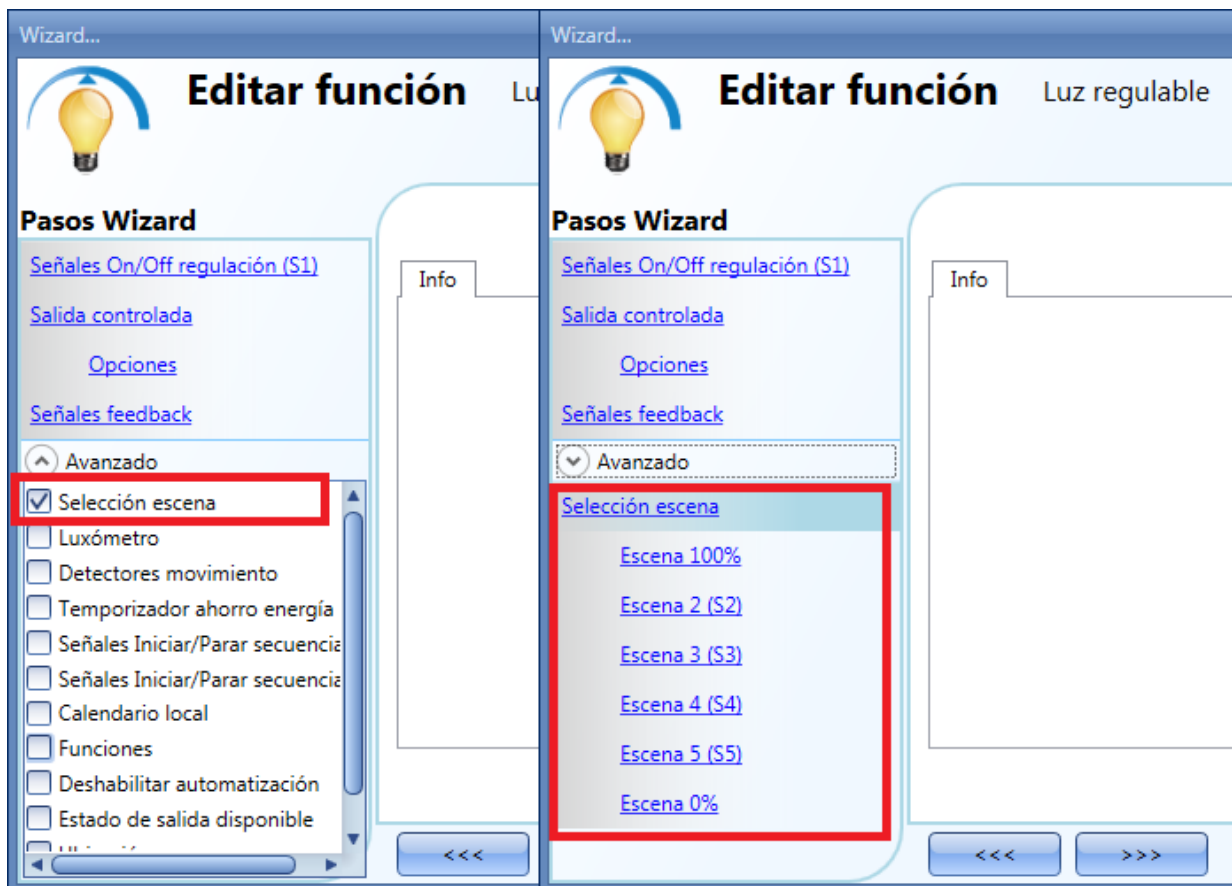 Wizard...
Editar función
Lu
Pasos Wizard
Señales On/Off regulación (S1)
Salida controlada
Opciones
Señales feedback
Avanzado
Selección escena
Luxómetro
Detectores movimiento
Temporizador ahorro energía
Señales Iniciar/Parar secuencia
Señales Iniciar/Parar secuencia
Calendario local
Funciones
Deshabilitar automatización
Estado de salida disponible
Info
<<<
Wizard...
Editar función
Luz regulable
Pasos Wizard
Señales On/Off regulación (S1)
Salida controlada
Opciones
Señales feedback
Avanzado
Selección escena
Escena 100%
Escena 2 (S2)
Escena 3 (S3)
Escena 4 (S4)
Escena 5 (S5)
Escena 0%
Info
<<<
>>>